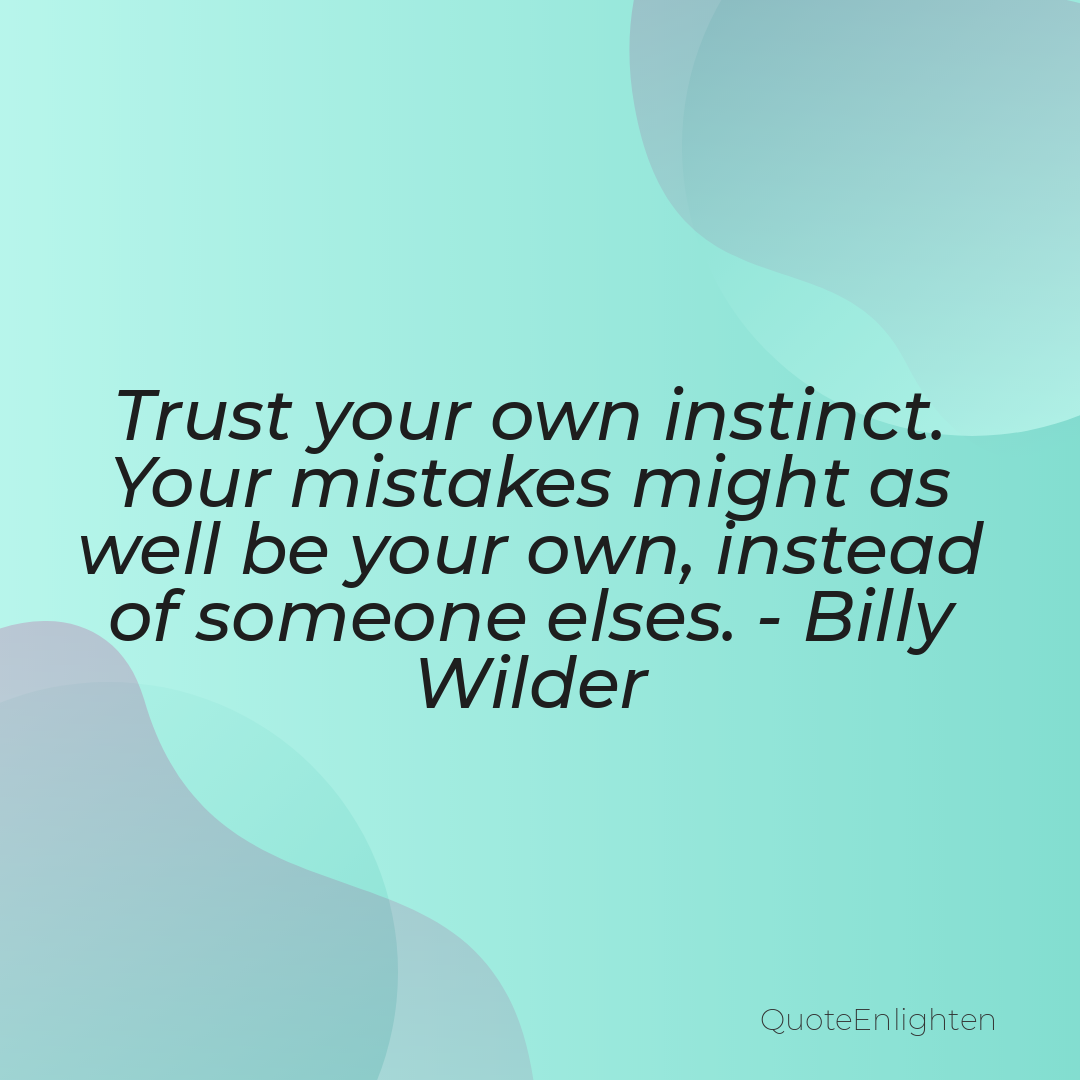 Trust your own instinct.
Your mistakes might as
well be your own, instead
of someone elses. - Billy
Wilder
QuoteEnlighten